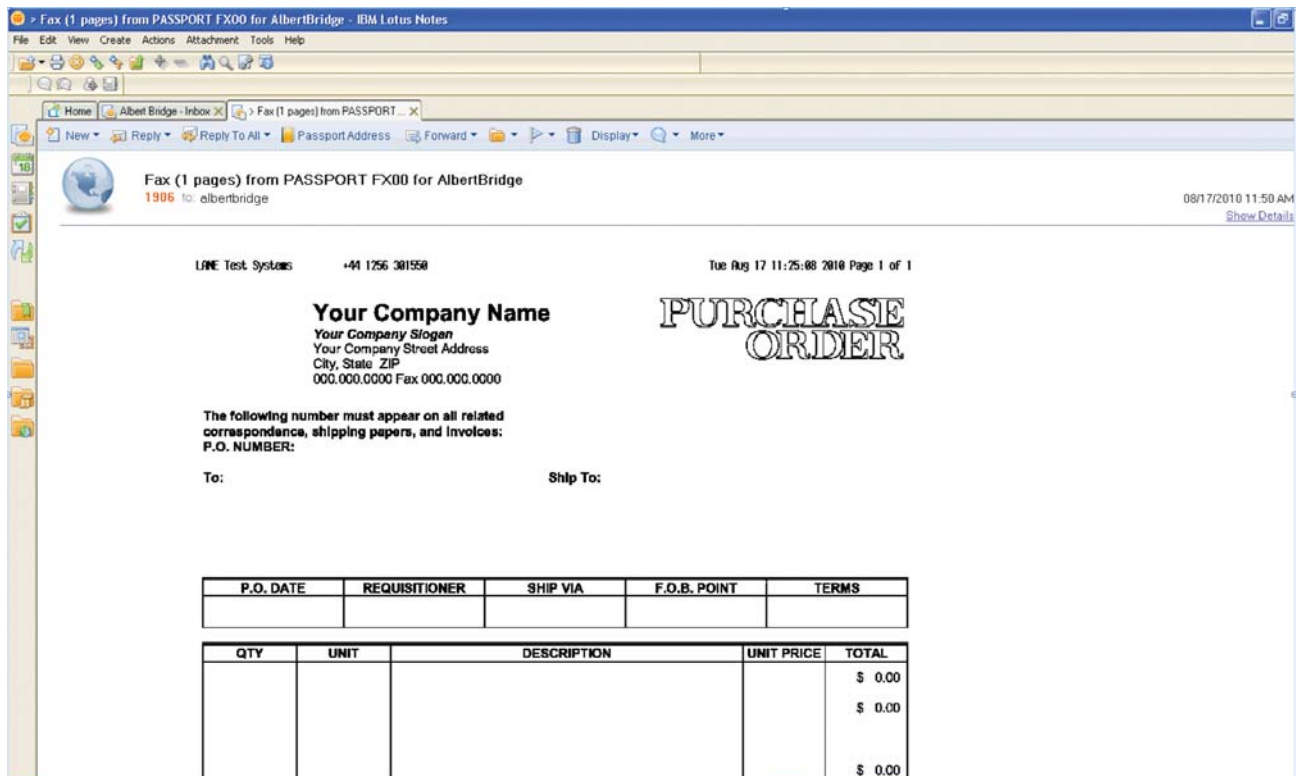 > Fax (1 pages) from PASSPORT FX00 for AlbertBridge - IBM Lotus Notes
File Edit View Create Actions Attachment Tools Help
Home Albert Bridge - Inbox > Fax (1 pages) from PASSPORT ...
New Reply Reply To All Passport Address Forward Display More
18
Fax (1 pages) from PASSPORT FX00 for AlbertBridge
1906 to: albertbridge
08/17/2010 11:50 AM
Show Details
LANE Test Systems +44 1256 301550 Tue Aug 17 11:25:08 2010 Page 1 of 1
Your Company Name
PURCHASE ORDER
Your Company Slogan
Your Company Street Address
City, State ZIP
000.000.0000 Fax 000.000.0000
The following number must appear on all related
correspondence, shipping papers, and invoices:
P.O. NUMBER:
To: Ship To:
P.O. DATE REQUISITIONER SHIP VIA F.O.B. POINT TERMS
QTY UNIT DESCRIPTION UNIT PRICE TOTAL
$ 0.00
$ 0.00
$ 0.00